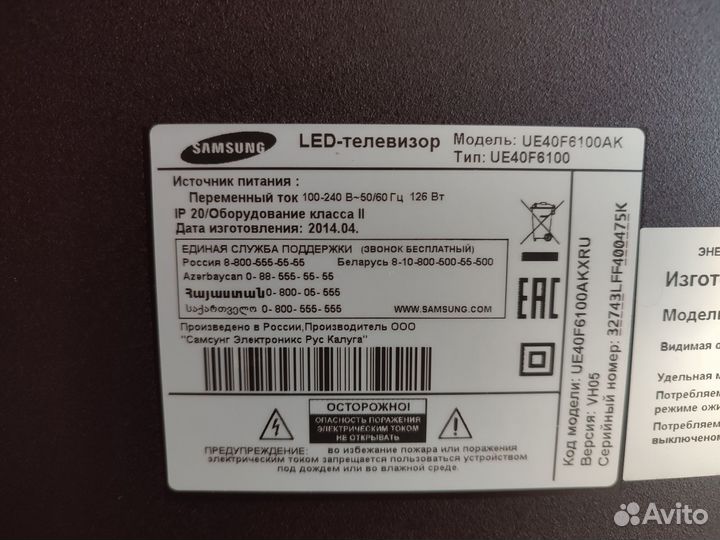 SAMSUNG
LED-телевизор
Модель: UE40F6100AK
Тип: UE40F6100
Источник питания :
Переменный ток 100-240 В~50/60 Гц 126 Вт
IP 20/Оборудование класса II
Дата изготовления: 2014.04.
ЕДИНАЯ СЛУЖБА ПОДДЕРЖКИ (ЗВОНОК БЕСПЛАТНЫЙ)
Россия 8-800-555-55-55 Беларусь 8-10-800-500-55-500
Azərbaycan 0-88-555-55-55
Հայաստան 0-800-05-555
საქართველო 0-800-555-555 WWW.SAMSUNG.COM
Произведено в России,Производитель ООО
"Самсунг Электроникс Рус Калуга"
EAC
ОСТОРОЖНО!
ОПАСНОСТЬ ПОРАЖЕНИЯ
ЭЛЕКТРИЧЕСКИМ ТОКОМ
НЕ ОТКРЫВАТЬ
ПРЕДУПРЕЖДЕНИЕ: во избежание пожара или поражения
электрическим током запрещается пользоваться устройством
под дождем или во влажной среде.
Код модели: UE40F6100AKXRU
Версия: VH05
Серийный номер: 32743LFF400475K
ЭНЕ
Изгот
Модель
Видимая о
Удельная м
Потребляем
режиме ожи
Потребляем
выключеном
Avito